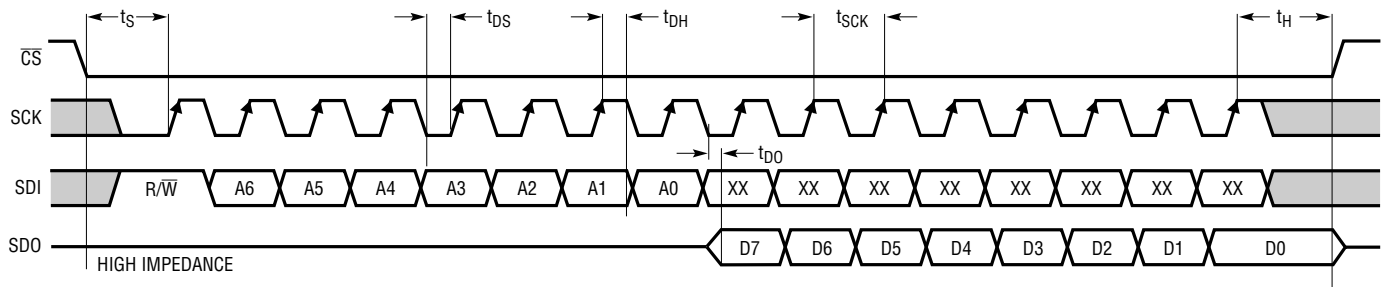 tS tDS tDH tSCK tH
CS
SCK
tDO
SDI R/W A6 A5 A4 A3 A2 A1 A0 XX XX XX XX XX XX XX XX
SDO D7 D6 D5 D4 D3 D2 D1 D0
HIGH IMPEDANCE